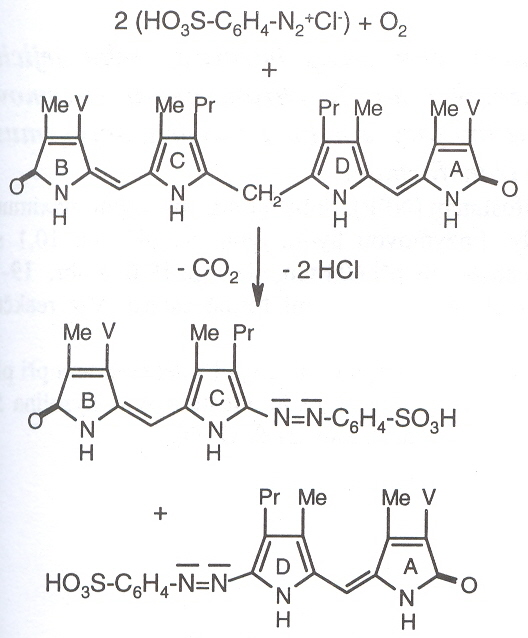 2 (HO₃S-C₆H₄-N₂⁺Cl⁻) + O₂
+
Me V Me Pr Pr Me Me V
B C D A
O N H N H CH₂ N H N H O
- CO₂ - 2 HCl
Me V Me Pr
B C
O N H N H N=N-C₆H₄-SO₃H
+
Pr Me Me V
D A
HO₃S-C₆H₄-N=N N H N H O